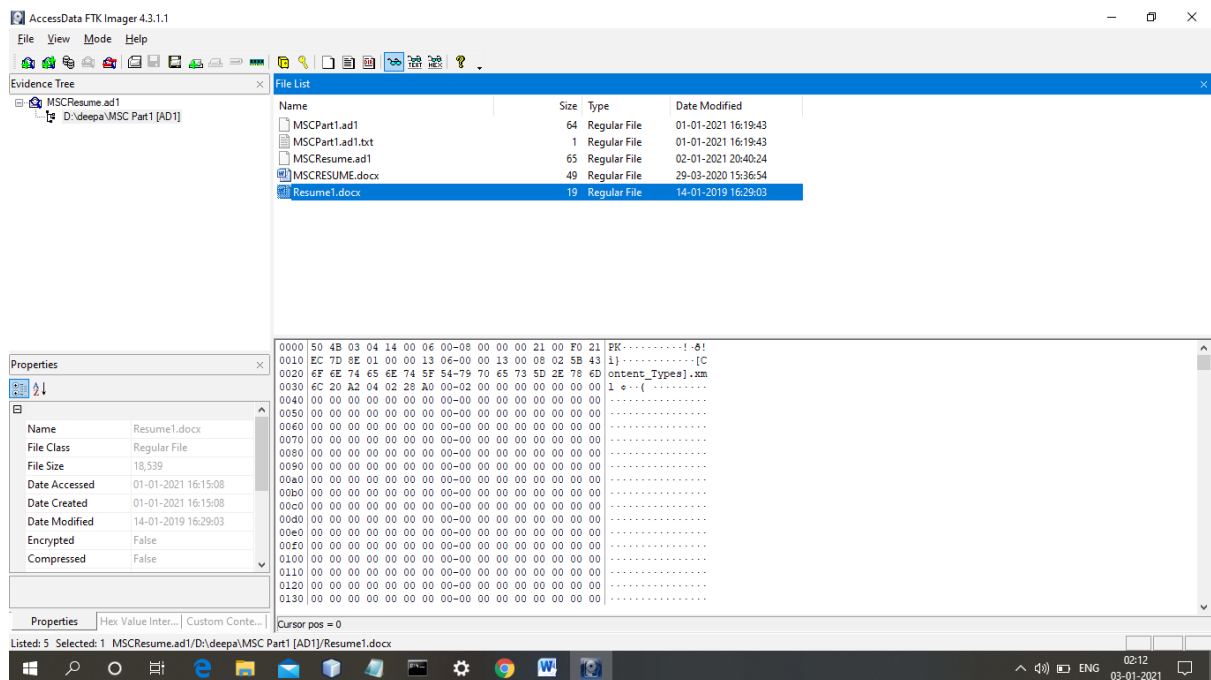 AccessData FTK Imager 4.3.1.1
File View Mode Help
Evidence Tree
MSCResume.ad1
D:\deepa\MSC Part1 [AD1]
File List
Name Size Type Date Modified
MSCPart1.ad1 64 Regular File 01-01-2021 16:19:43
MSCPart1.ad1.txt 1 Regular File 01-01-2021 16:19:43
MSCResume.ad1 65 Regular File 02-01-2021 20:40:24
MSCRESUME.docx 49 Regular File 29-03-2020 15:36:54
Resume1.docx 19 Regular File 14-01-2019 16:29:03
0000 50 4B 03 04 14 00 06 00-08 00 00 00 21 00 F0 21 PK··········!·ð!
0010 EC 7D 8E 01 00 00 13 06-00 00 13 00 08 02 5B 43 ì}············[C
0020 6F 6E 74 65 6E 74 5F 54-79 70 65 73 5D 2E 78 6D ontent_Types].xm
0030 6C 20 A2 04 02 28 A0 00-02 00 00 00 00 00 00 00 l ¢··( ·········
0040 00 00 00 00 00 00 00 00-00 00 00 00 00 00 00 00 ················
0050 00 00 00 00 00 00 00 00-00 00 00 00 00 00 00 00 ················
0060 00 00 00 00 00 00 00 00-00 00 00 00 00 00 00 00 ················
0070 00 00 00 00 00 00 00 00-00 00 00 00 00 00 00 00 ················
0080 00 00 00 00 00 00 00 00-00 00 00 00 00 00 00 00 ················
0090 00 00 00 00 00 00 00 00-00 00 00 00 00 00 00 00 ················
00a0 00 00 00 00 00 00 00 00-00 00 00 00 00 00 00 00 ················
00b0 00 00 00 00 00 00 00 00-00 00 00 00 00 00 00 00 ················
00c0 00 00 00 00 00 00 00 00-00 00 00 00 00 00 00 00 ················
00d0 00 00 00 00 00 00 00 00-00 00 00 00 00 00 00 00 ················
00e0 00 00 00 00 00 00 00 00-00 00 00 00 00 00 00 00 ················
00f0 00 00 00 00 00 00 00 00-00 00 00 00 00 00 00 00 ················
0100 00 00 00 00 00 00 00 00-00 00 00 00 00 00 00 00 ················
0110 00 00 00 00 00 00 00 00-00 00 00 00 00 00 00 00 ················
0120 00 00 00 00 00 00 00 00-00 00 00 00 00 00 00 00 ················
0130 00 00 00 00 00 00 00 00-00 00 00 00 00 00 00 00 ················
Cursor pos = 0
Properties
Name Resume1.docx
File Class Regular File
File Size 18,539
Date Accessed 01-01-2021 16:15:08
Date Created 01-01-2021 16:15:08
Date Modified 14-01-2019 16:29:03
Encrypted False
Compressed False
Properties Hex Value Inter... Custom Conte...
Listed: 5 Selected: 1 MSCResume.ad1/D:\deepa\MSC Part1 [AD1]/Resume1.docx
ENG 02:12
03-01-2021